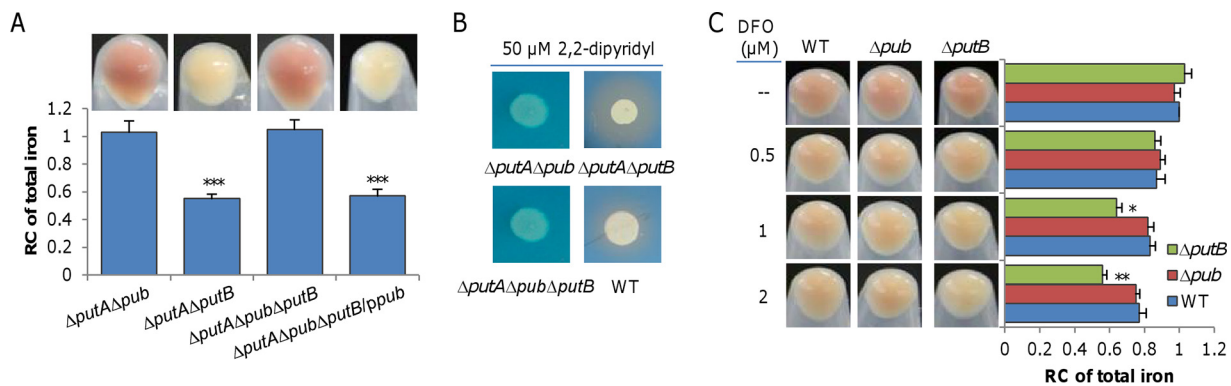 A
1.2
1
0.8
0.6
0.4
0.2
0
RC of total iron
***
***
ΔputAΔpub
ΔputAΔputB
ΔputAΔpubΔputB
ΔputAΔpubΔputB/ppub
B
50 µM 2,2-dipyridyl
ΔputAΔpub ΔputAΔputB
ΔputAΔpubΔputB WT
C
DFO
(µM)
WT Δpub ΔputB
--
0.5
1
2
*
**
ΔputB
Δpub
WT
0 0.2 0.4 0.6 0.8 1 1.2
RC of total iron